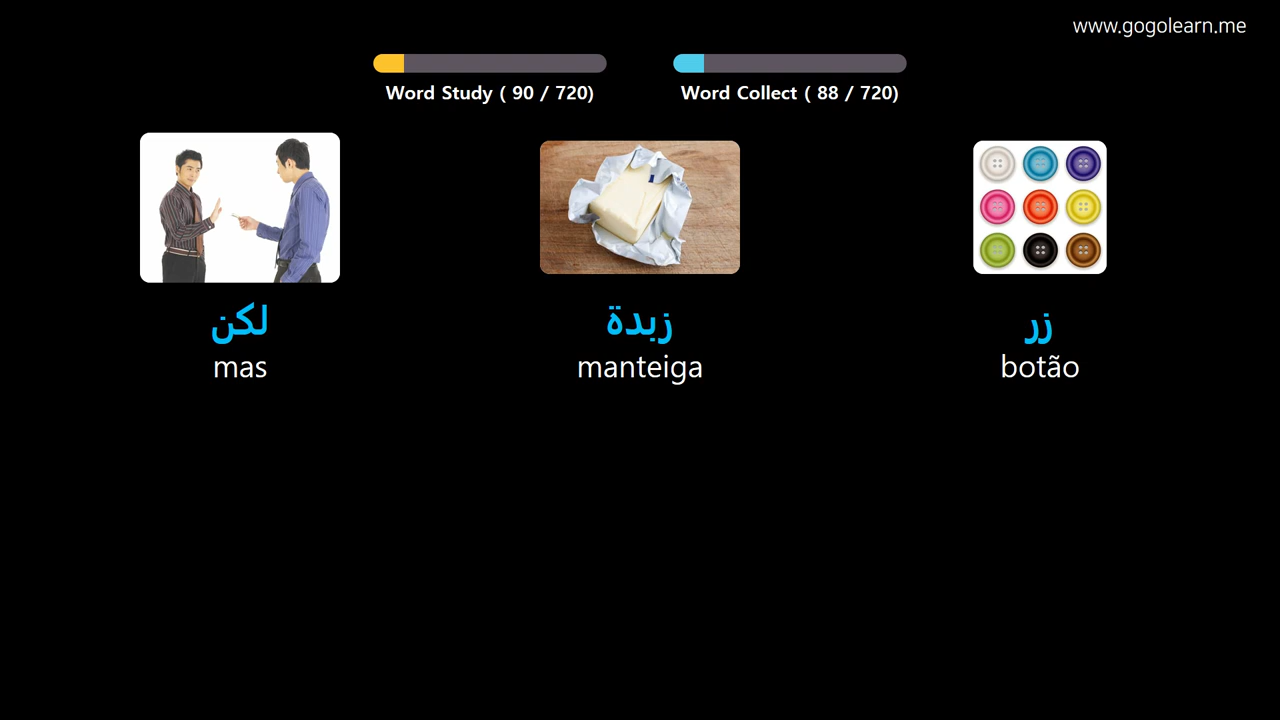 www.gogolearn.me
Word Study ( 90 / 720)
Word Collect ( 88 / 720)
لكن
mas
زبدة
manteiga
زر
botão